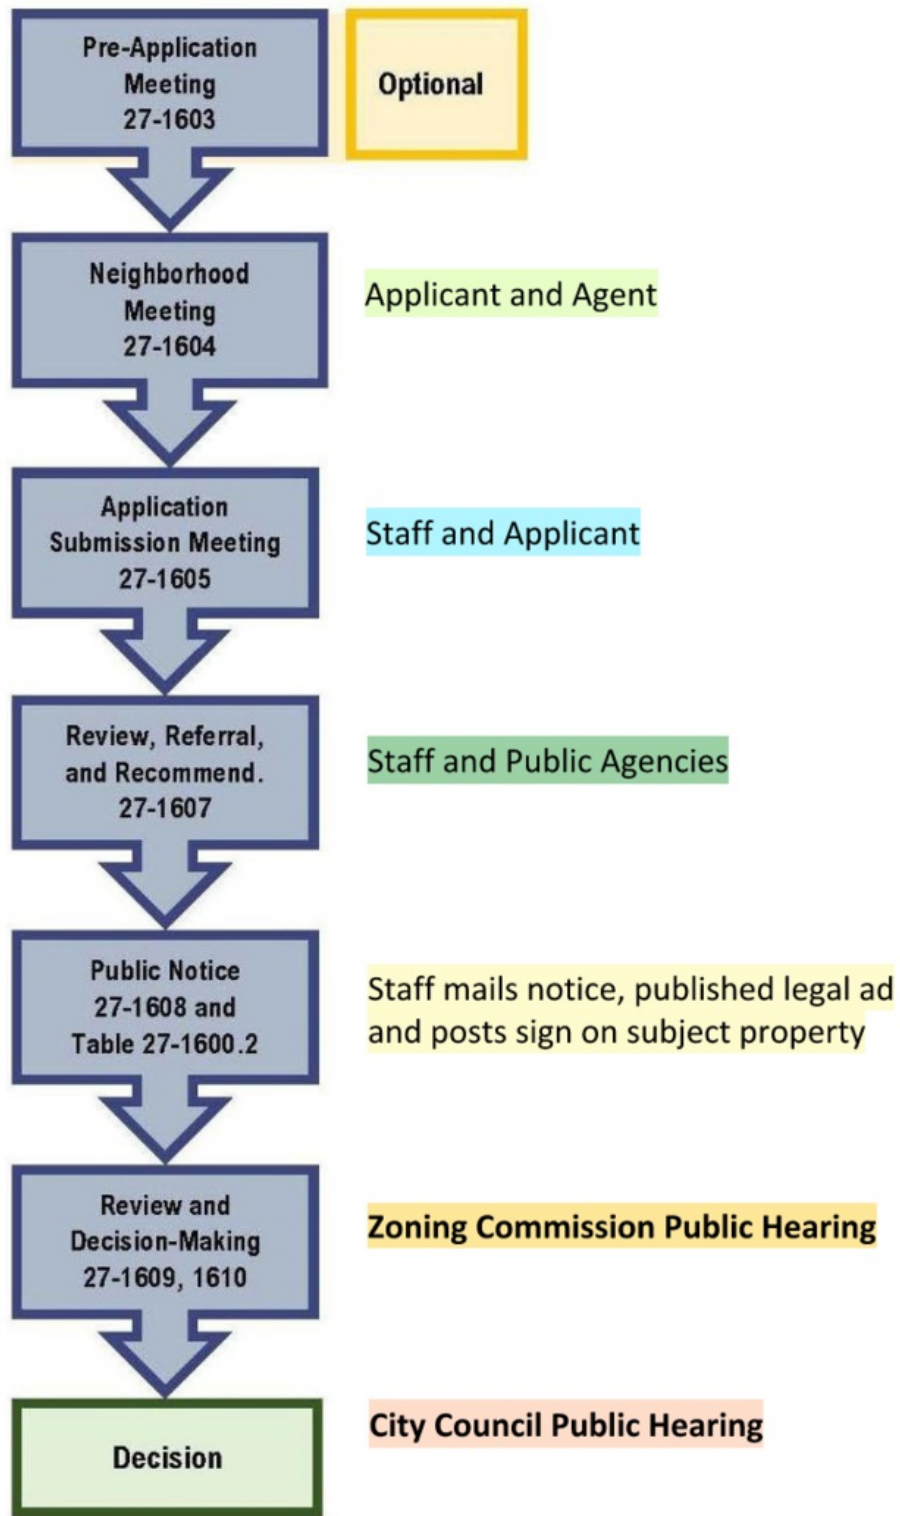 Pre-Application
Meeting
27-1603
Optional
Neighborhood
Meeting
27-1604
Applicant and Agent
Application
Submission Meeting
27-1605
Staff and Applicant
Review, Referral,
and Recommend.
27-1607
Staff and Public Agencies
Public Notice
27-1608 and
Table 27-1600.2
Staff mails notice, published legal ad
and posts sign on subject property
Review and
Decision-Making
27-1609, 1610
Zoning Commission Public Hearing
Decision
City Council Public Hearing